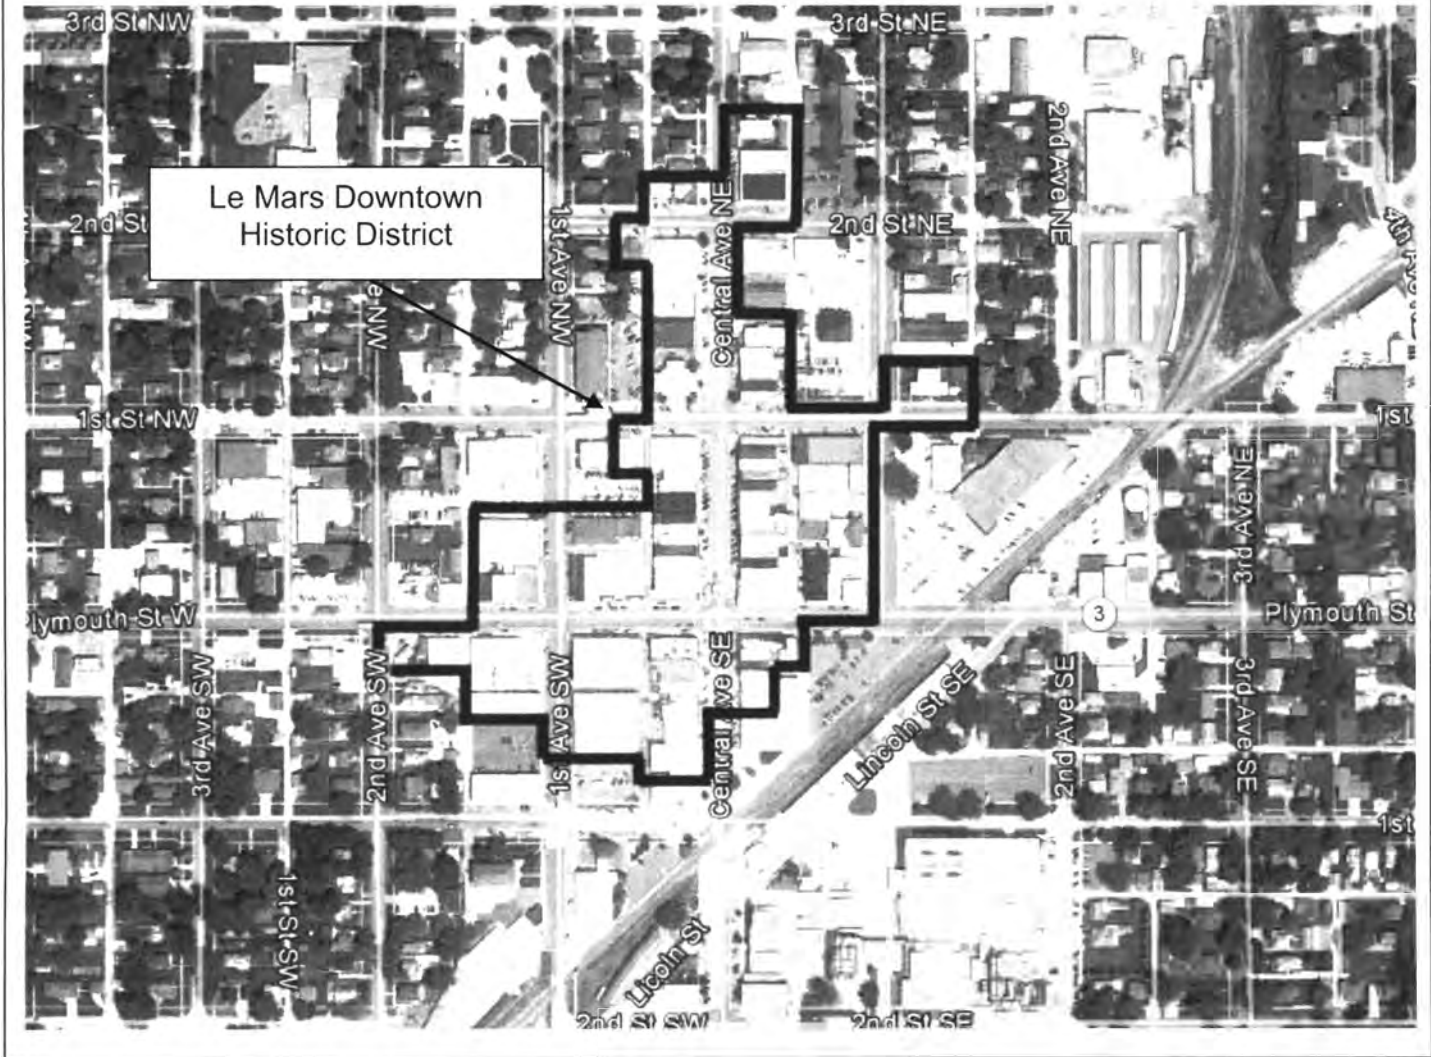 3rd St NW
3rd St NE
2nd Ave NE
Le Mars Downtown
Historic District
2nd St
1st Ave NW
Central Ave NE
2nd St NE
e NW
1st St NW
1st
3rd Ave NE
Plymouth St W
3
Plymouth St
3rd Ave SW
2nd Ave SW
1st Ave SW
Central Ave SE
Lincoln St SE
2nd Ave SE
3rd Ave SE
1st
1st St SW
Licoln St
2nd St SW
2nd St SE